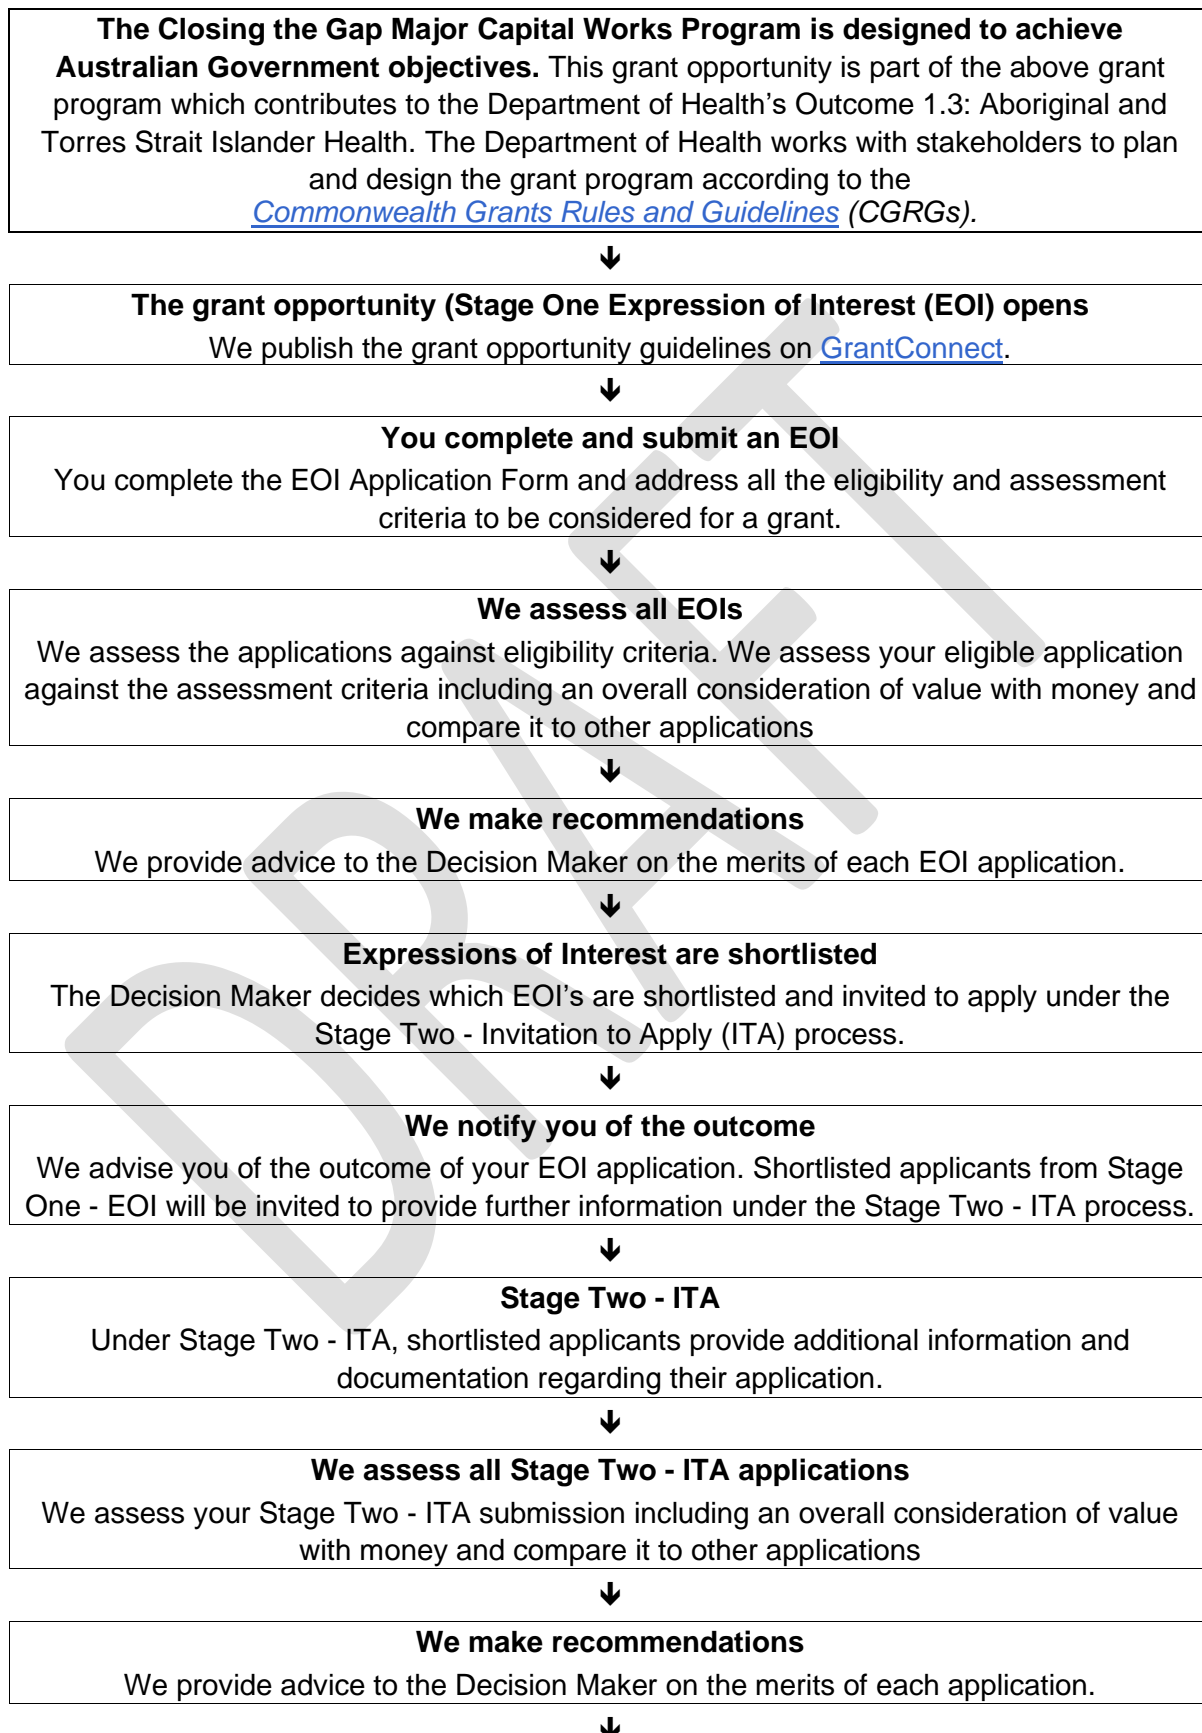 The Closing the Gap Major Capital Works Program is designed to achieve
Australian Government objectives. This grant opportunity is part of the above grant
program which contributes to the Department of Health's Outcome 1.3: Aboriginal and
Torres Strait Islander Health. The Department of Health works with stakeholders to plan
and design the grant program according to the
Commonwealth Grants Rules and Guidelines (CGRGs).
The grant opportunity (Stage One Expression of Interest (EOI) opens
We publish the grant opportunity guidelines on GrantConnect.
You complete and submit an EOI
You complete the EOI Application Form and address all the eligibility and assessment
criteria to be considered for a grant.
We assess all EOIs
We assess the applications against eligibility criteria. We assess your eligible application
against the assessment criteria including an overall consideration of value with money and
compare it to other applications
We make recommendations
We provide advice to the Decision Maker on the merits of each EOI application.
Expressions of Interest are shortlisted
The Decision Maker decides which EOI's are shortlisted and invited to apply under the
Stage Two - Invitation to Apply (ITA) process.
We notify you of the outcome
We advise you of the outcome of your EOI application. Shortlisted applicants from Stage
One - EOI will be invited to provide further information under the Stage Two - ITA process.
Stage Two - ITA
Under Stage Two - ITA, shortlisted applicants provide additional information and
documentation regarding their application.
We assess all Stage Two - ITA applications
We assess your Stage Two - ITA submission including an overall consideration of value
with money and compare it to other applications
We make recommendations
We provide advice to the Decision Maker on the merits of each application.
DRAFT